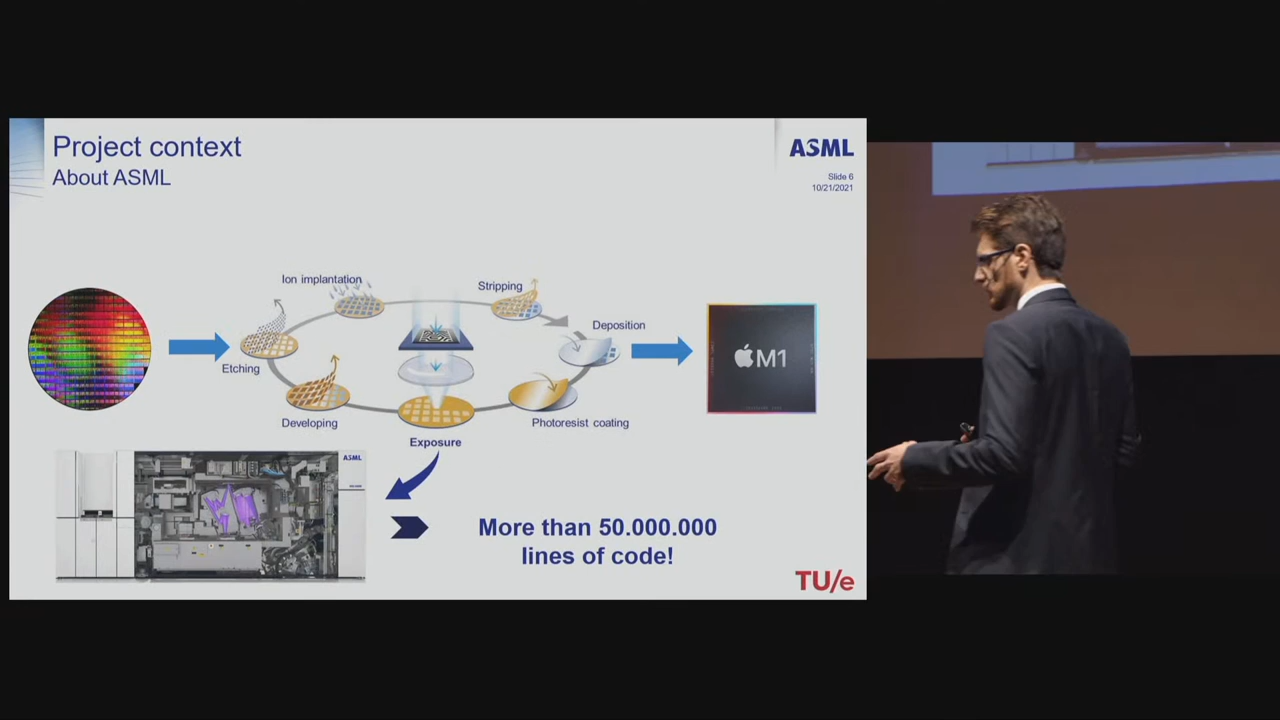 Project context
About ASML
ASML
Slide 6
10/21/2021
Ion implantation
Stripping
Deposition
Etching
M1
Developing
Photoresist coating
Exposure
ASML
More than 50.000.000
lines of code!
TU/e